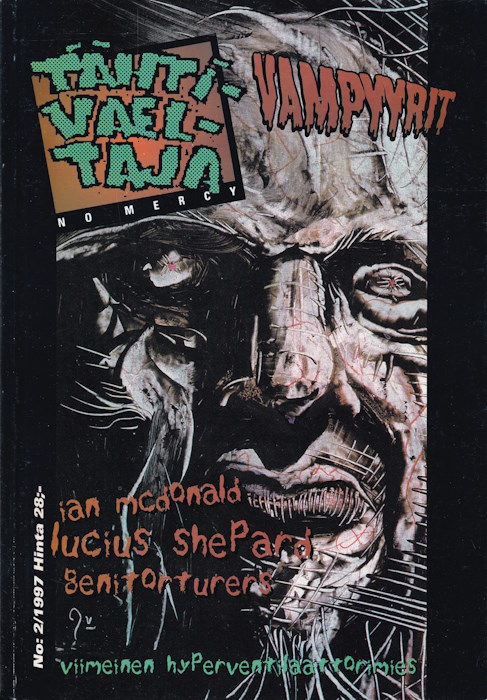 TÄHTI-
VAEL-
TAJA
NO MERCY
VAMPYYRIT
ian mcdonald
lucius shepard
genitorturers
viimeinen hyperventilaattorimies
No: 2/1997 Hinta 28;-